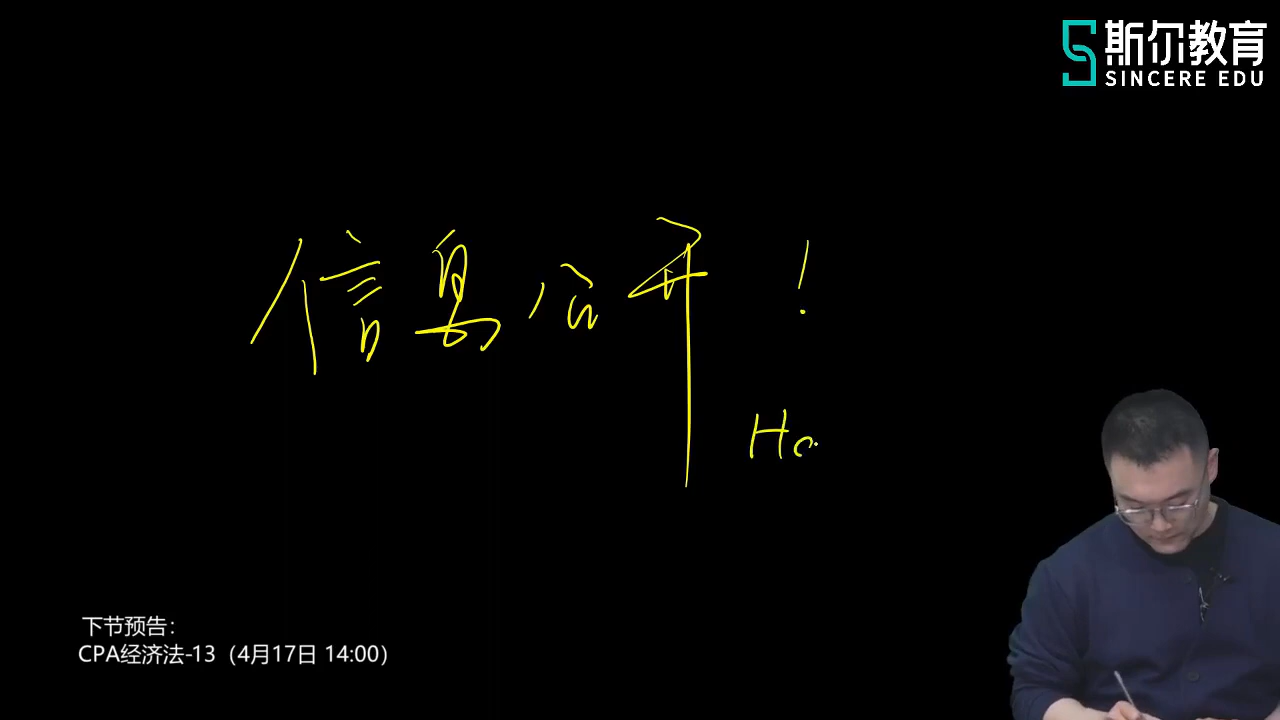 斯尔教育
SINCERE EDU
信息公开！
Ha
下节预告：
CPA经济法-13（4月17日 14:00）